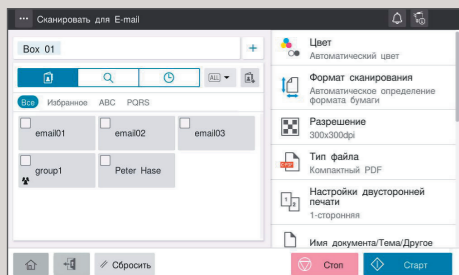 Сканировать для E-mail
Box 01
+
ALL
Все Избранное ABC PQRS
email01 email02 email03
group1 Peter Hase
Цвет
Автоматический цвет
Формат сканирования
Автоматическое определение
формата бумаги
Разрешение
300x300dpi
Тип файла
Компактный PDF
Настройки двусторонней
печати
1-сторонняя
Имя документа/Тема/Другое
Сбросить
Стоп
Старт